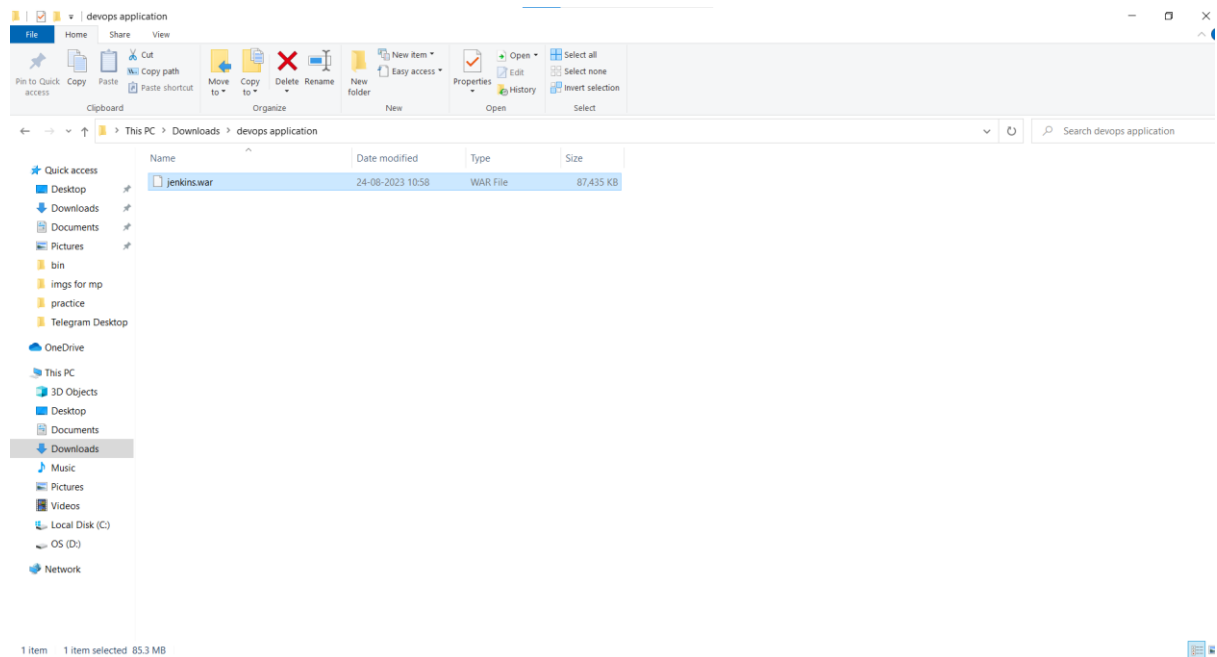 devops application
File Home Share View
Pin to Quick access
Copy
Paste
Cut
Copy path
Paste shortcut
Clipboard
Move to
Copy to
Delete
Rename
Organize
New folder
New item
Easy access
New
Properties
Open
Edit
History
Open
Select all
Select none
Invert selection
Select
This PC > Downloads > devops application
Search devops application
Quick access
Desktop
Downloads
Documents
Pictures
bin
imgs for mp
practice
Telegram Desktop
OneDrive
This PC
3D Objects
Desktop
Documents
Downloads
Music
Pictures
Videos
Local Disk (C:)
OS (D:)
Network
Name Date modified Type Size
jenkins.war 24-08-2023 10:58 WAR File 87,435 KB
1 item 1 item selected 85.3 MB